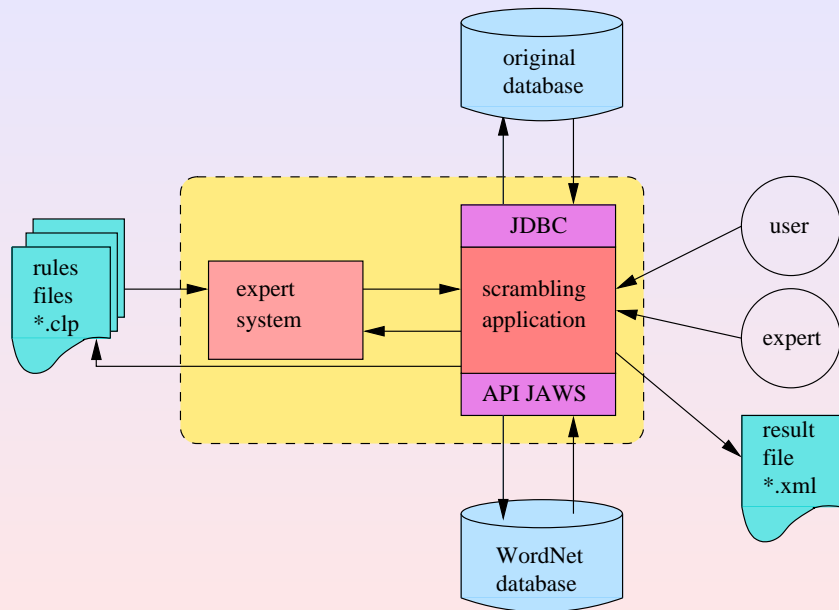 original
database
JDBC
user
rules
files
*.clp
expert
system
scrambling
application
expert
API JAWS
result
file
*.xml
WordNet
database